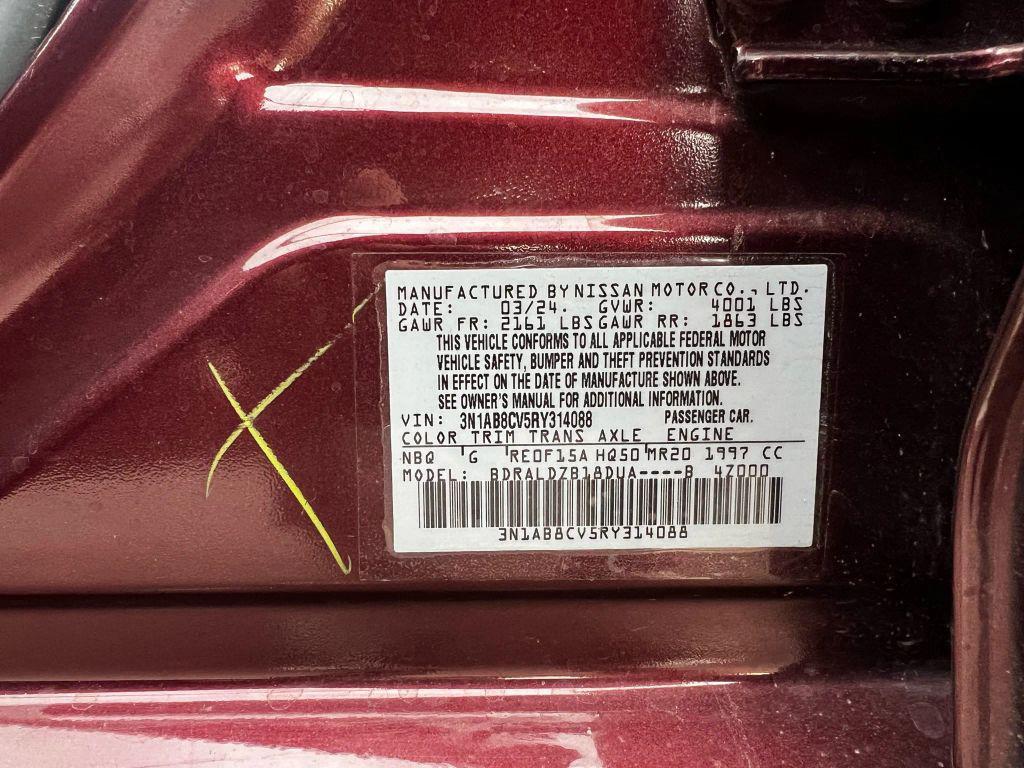 MANUFACTURED BY NISSAN MOTOR CO., LTD.
DATE: 03/24. GVWR: 4001 LBS
GAWR FR: 2161 LBS GAWR RR: 1863 LBS
THIS VEHICLE CONFORMS TO ALL APPLICABLE FEDERAL MOTOR
VEHICLE SAFETY, BUMPER AND THEFT PREVENTION STANDARDS
IN EFFECT ON THE DATE OF MANUFACTURE SHOWN ABOVE.
SEE OWNER'S MANUAL FOR ADDITIONAL INFORMATION.
VIN: 3N1AB8CV5RY314088 PASSENGER CAR.
COLOR TRIM TRANS AXLE ENGINE
NBQ 'G 'RE0F15A HQ50'MR20 1997 CC
MODEL: BDRALDZB18DUA----B 4Z000
3N1AB8CV5RY314088